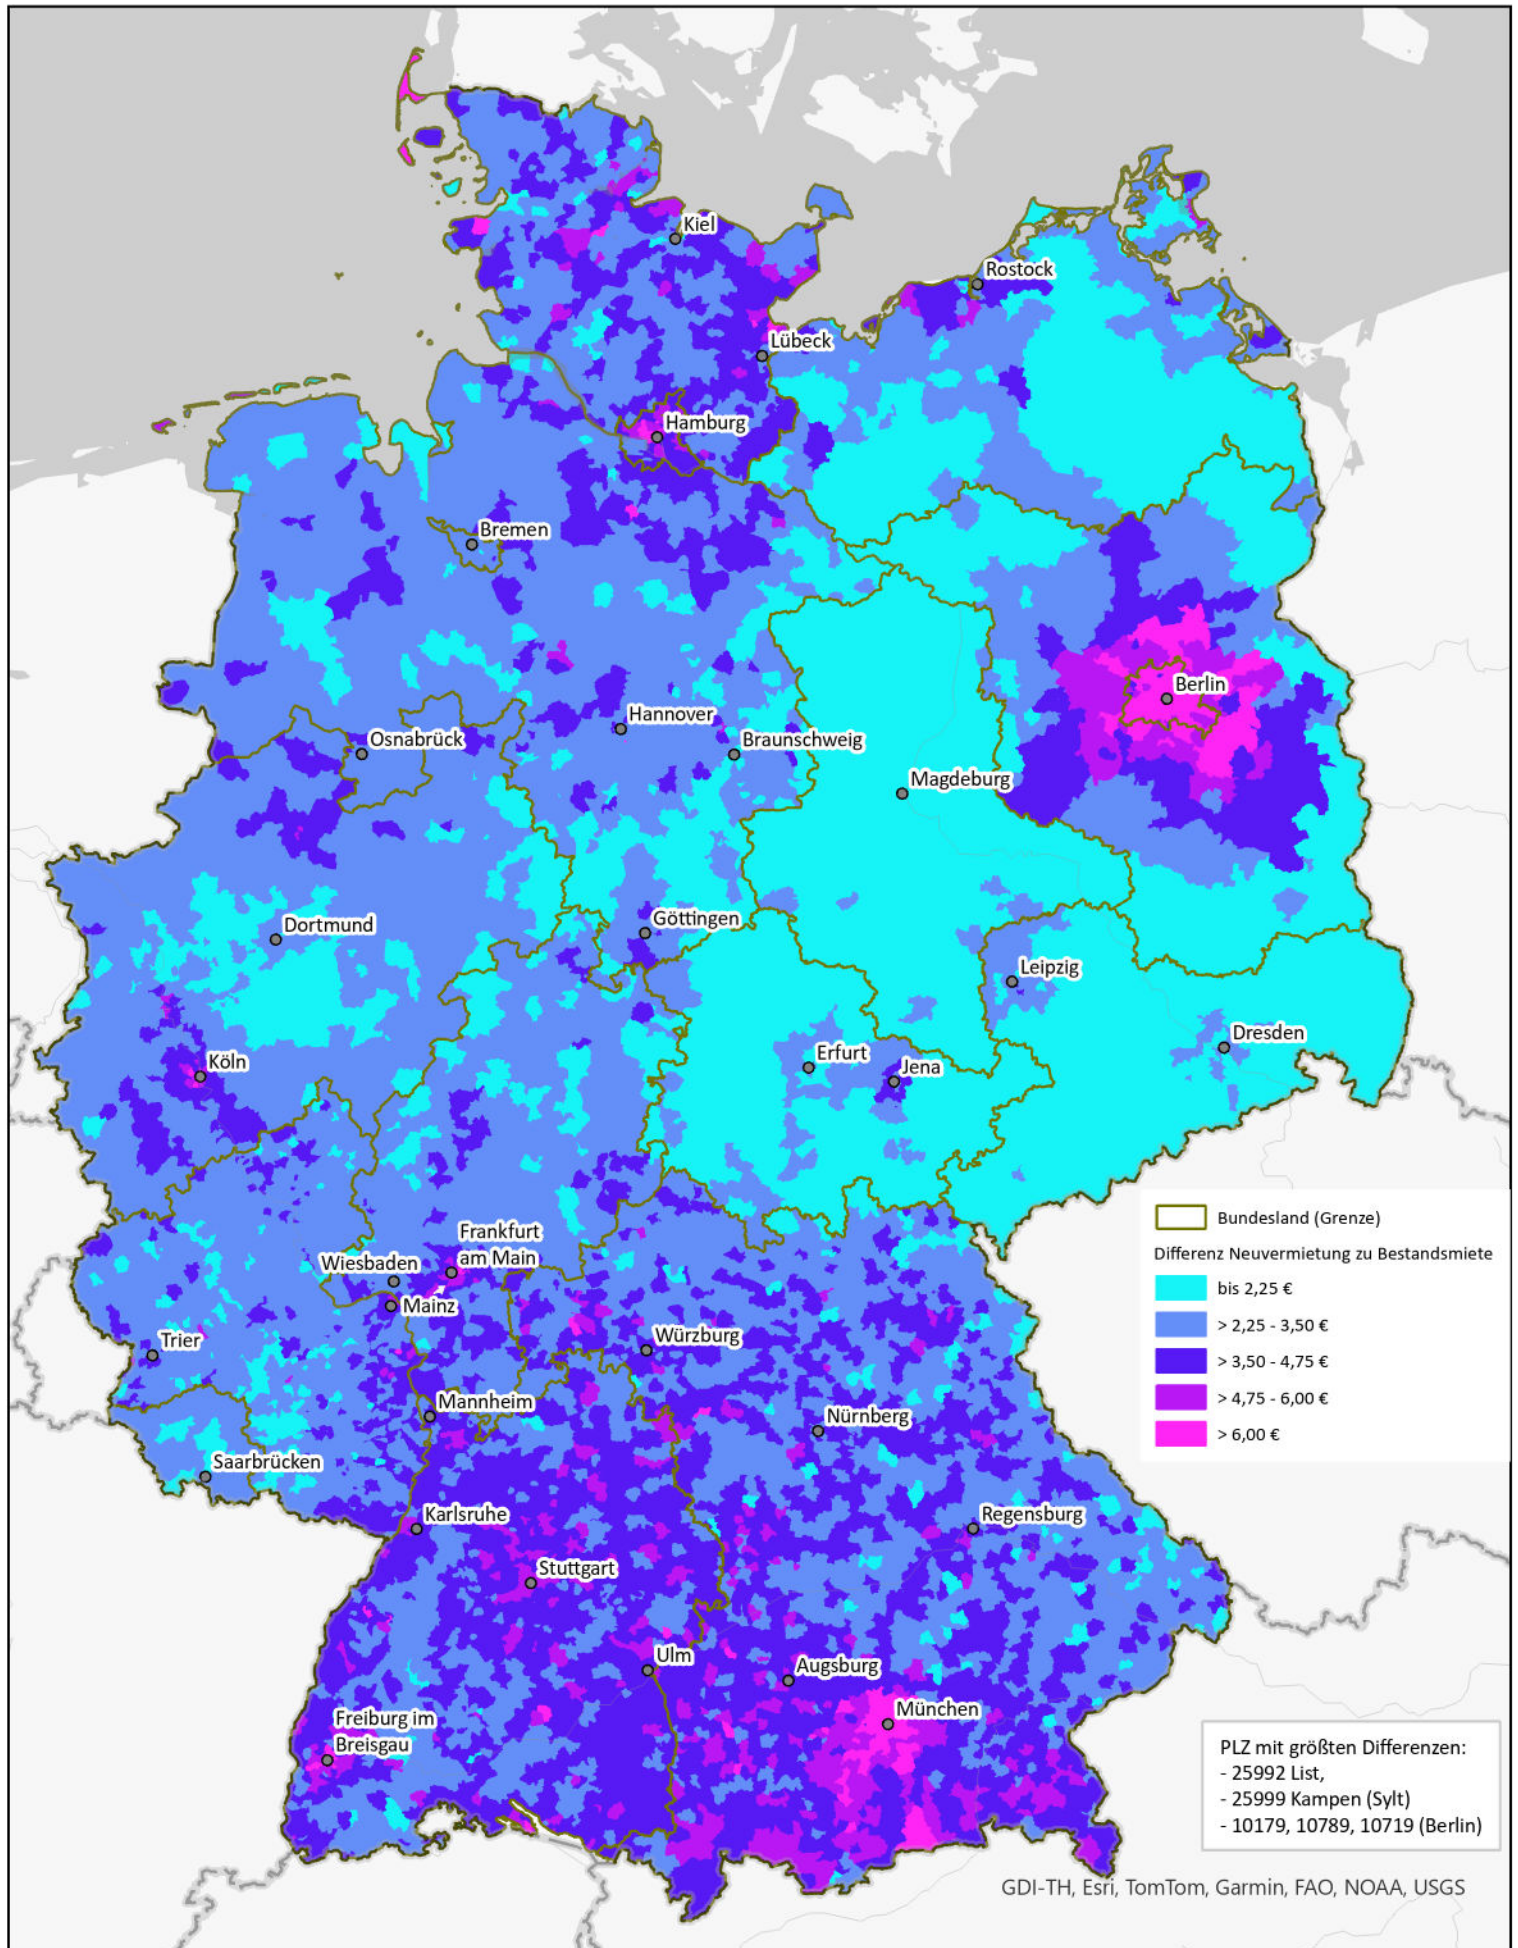 Kiel
Rostock
Lübeck
Hamburg
Bremen
Berlin
Hannover
Osnabrück
Braunschweig
Magdeburg
Göttingen
Dortmund
Leipzig
Dresden
Köln
Erfurt
Jena
Frankfurt
am Main
Wiesbaden
Mainz
Trier
Würzburg
Mannheim
Nürnberg
Saarbrücken
Karlsruhe
Regensburg
Stuttgart
Ulm
Augsburg
München
Freiburg im
Breisgau
Bundesland (Grenze)
Differenz Neuvermietung zu Bestandsmiete
bis 2,25 €
> 2,25 - 3,50 €
> 3,50 - 4,75 €
> 4,75 - 6,00 €
> 6,00 €
PLZ mit größten Differenzen:
- 25992 List,
- 25999 Kampen (Sylt)
- 10179, 10789, 10719 (Berlin)
GDI-TH, Esri, TomTom, Garmin, FAO, NOAA, USGS